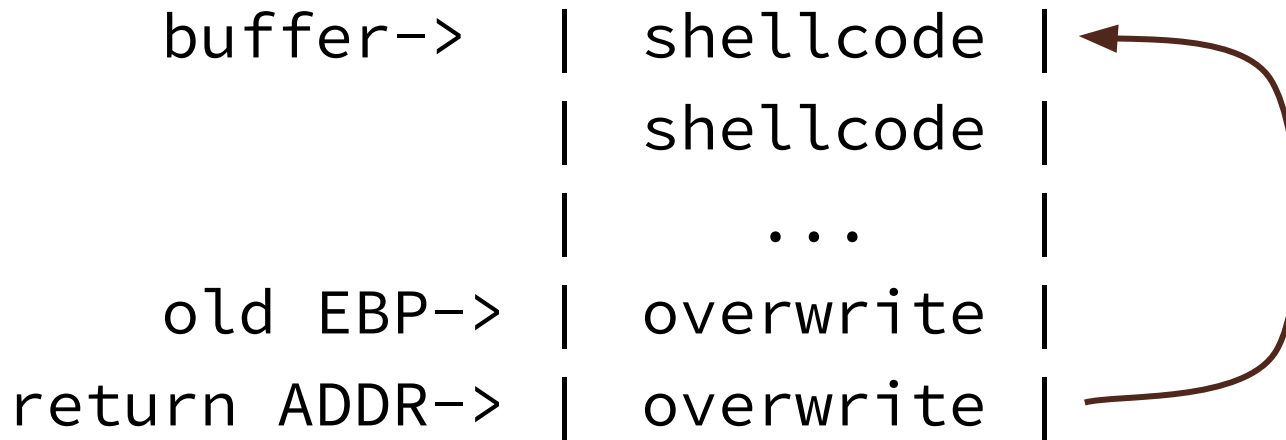 buffer-> | shellcode |
| shellcode |
| ... |
old EBP-> | overwrite |
return ADDR-> | overwrite |